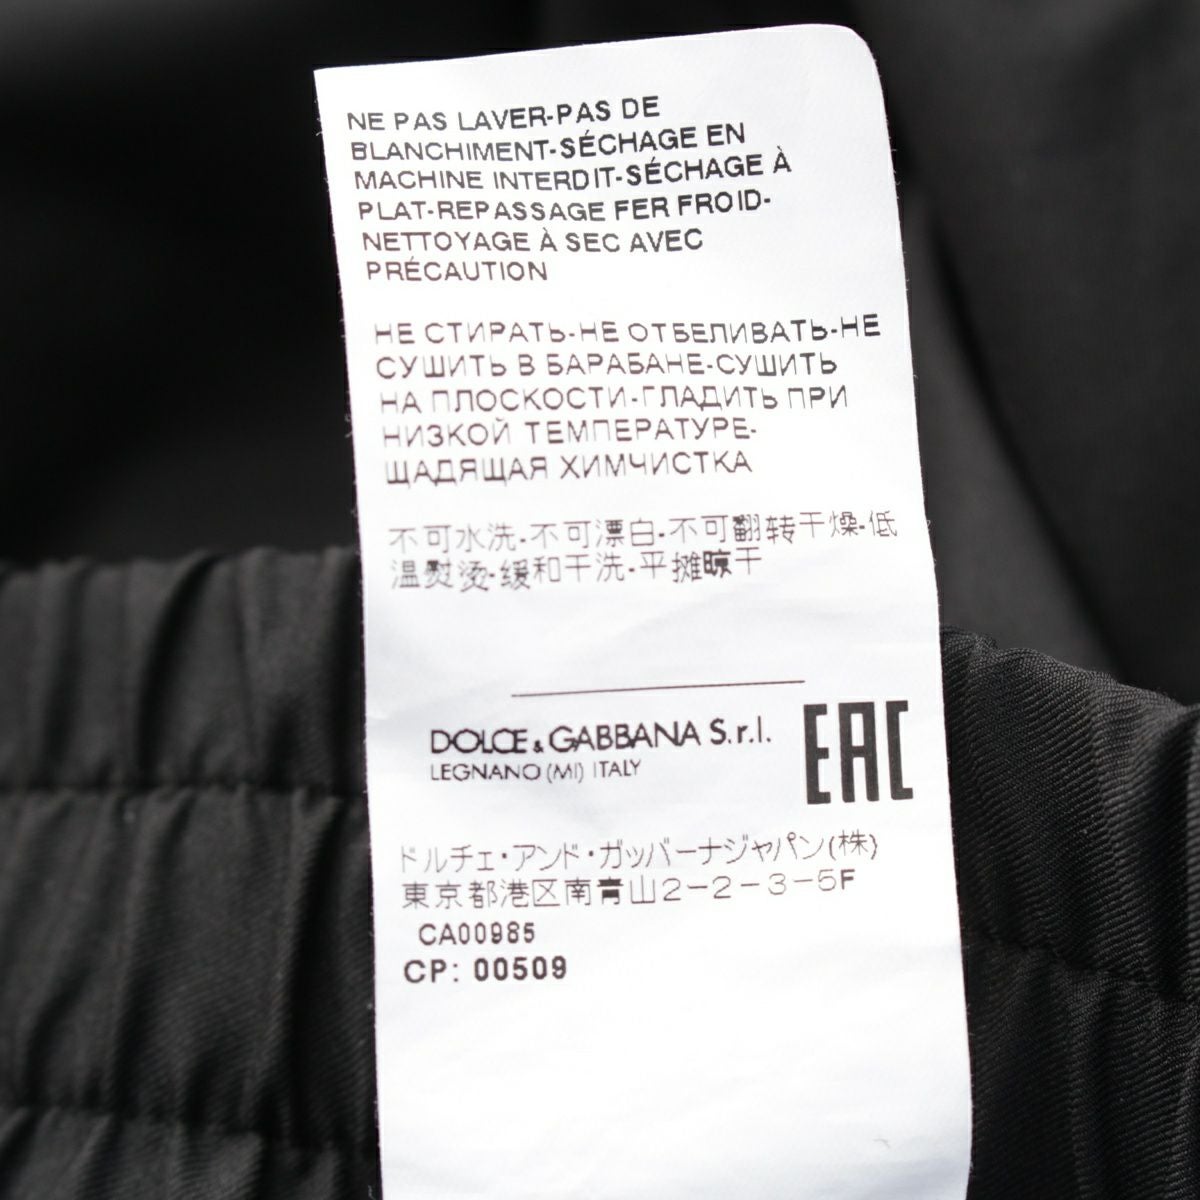 NE PAS LAVER-PAS DE
BLANCHIMENT-SÉCHAGE EN
MACHINE INTERDIT-SÉCHAGE À
PLAT-REPASSAGE FER FROID-
NETTOYAGE À SEC AVEC
PRÉCAUTION
НЕ СТИРАТЬ-НЕ ОТБЕЛИВАТЬ-НЕ
СУШИТЬ В БАРАБАНЕ-СУШИТЬ
НА ПЛОСКОСТИ-ГЛАДИТЬ ПРИ
НИЗКОЙ ТЕМПЕРАТУРЕ-
ЩАДЯЩАЯ ХИМЧИСТКА
不可水洗-不可漂白-不可翻转干燥-低
温熨烫-缓和干洗-平摊晾干
DOLCE & GABBANA S.r.l.
LEGNANO (MI) ITALY
EAC
ドルチェ・アンド・ガッバーナジャパン(株)
東京都港区南青山2-2-3-5F
CA00985
CP: 00509